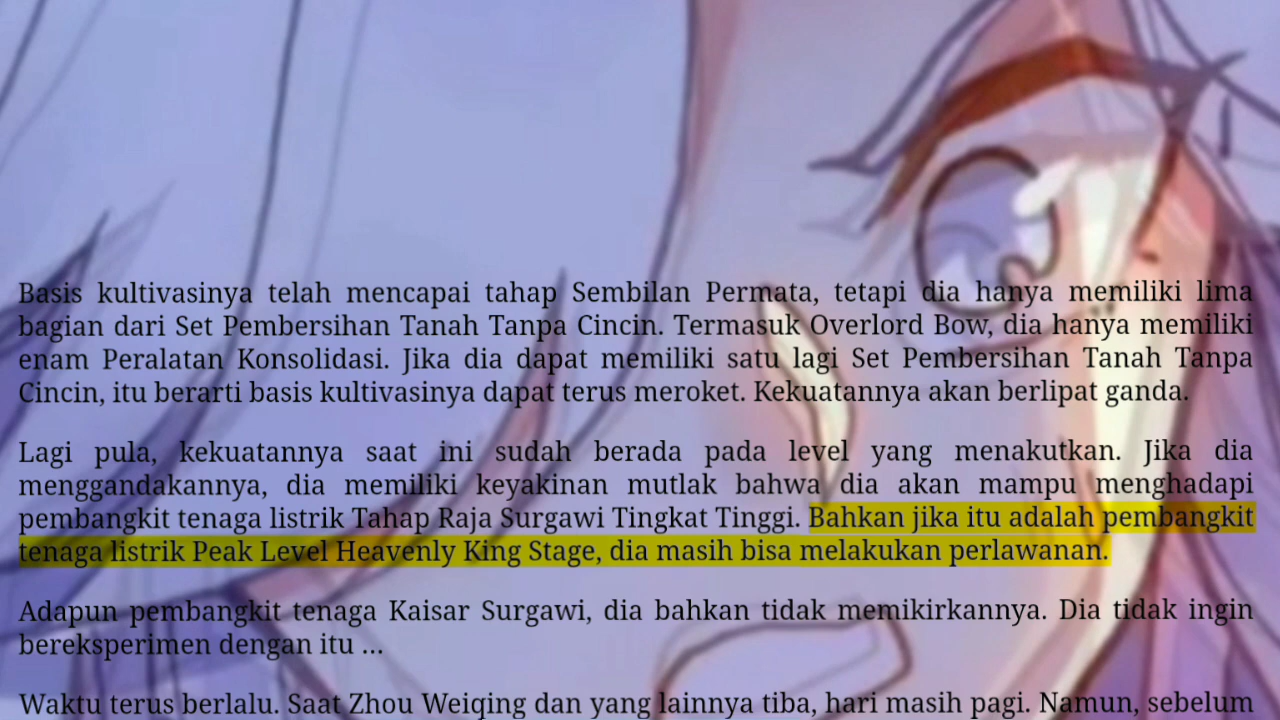 Basis kultivasinya telah mencapai tahap Sembilan Permata, tetapi dia hanya memiliki lima
bagian dari Set Pembersihan Tanah Tanpa Cincin. Termasuk Overlord Bow, dia hanya memiliki
enam Peralatan Konsolidasi. Jika dia dapat memiliki satu lagi Set Pembersihan Tanah Tanpa
Cincin, itu berarti basis kultivasinya dapat terus meroket. Kekuatannya akan berlipat ganda.
Lagi pula, kekuatannya saat ini sudah berada pada level yang menakutkan. Jika dia
menggandakannya, dia memiliki keyakinan mutlak bahwa dia akan mampu menghadapi
pembangkit tenaga listrik Tahap Raja Surgawi Tingkat Tinggi. Bahkan jika itu adalah pembangkit
tenaga listrik Peak Level Heavenly King Stage, dia masih bisa melakukan perlawanan.
Adapun pembangkit tenaga Kaisar Surgawi, dia bahkan tidak memikirkannya. Dia tidak ingin
bereksperimen dengan itu ...
Waktu terus berlalu. Saat Zhou Weiqing dan yang lainnya tiba, hari masih pagi. Namun, sebelum